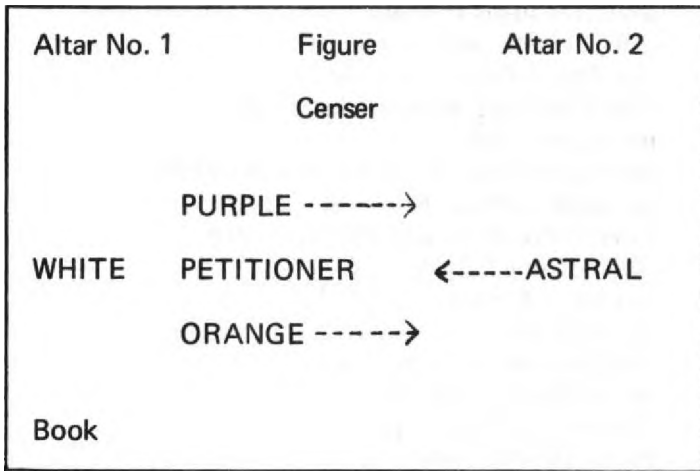 Altar No. 1 Figure Altar No. 2
Censer
PURPLE ------>
WHITE PETITIONER <-----ASTRAL
ORANGE ----->
Book